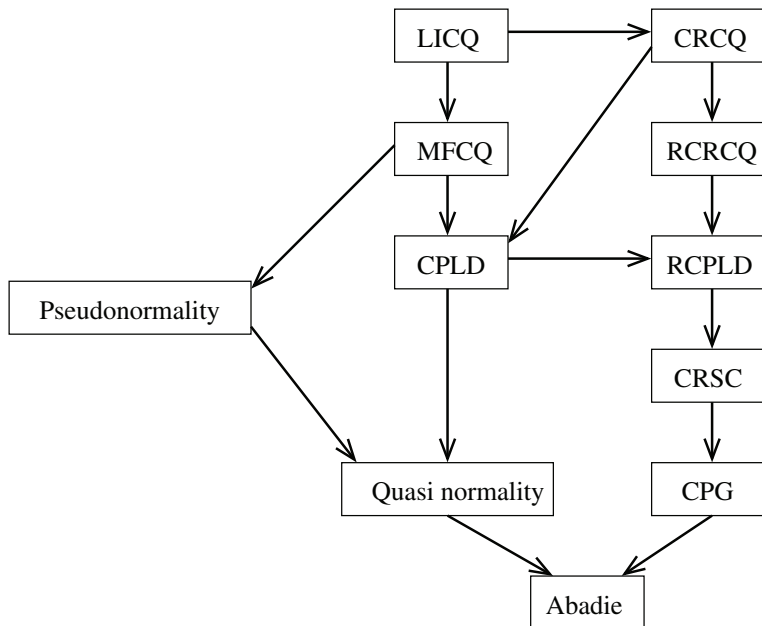 LICQ
CRCQ
MFCQ
RCRCQ
CPLD
RCPLD
Pseudonormality
CRSC
Quasi normality
CPG
Abadie